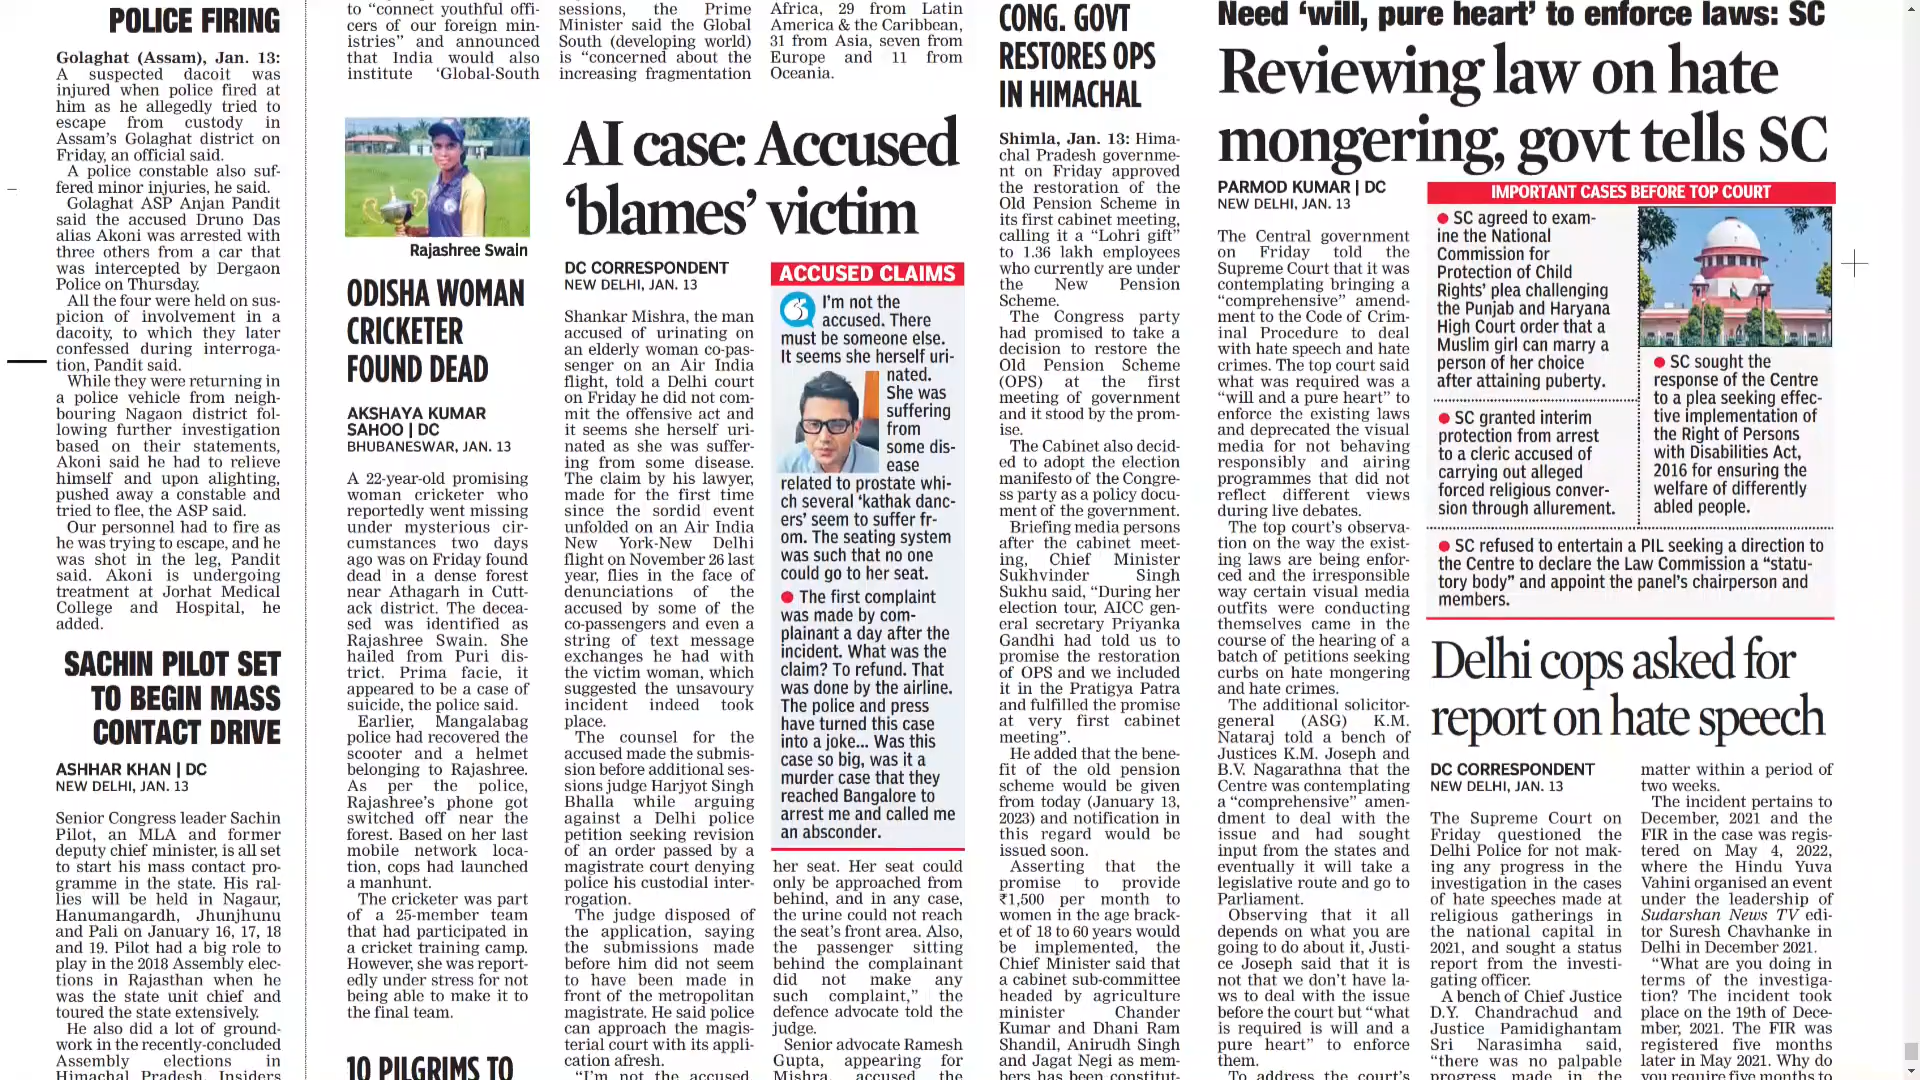 POLICE FIRING
Golaghat (Assam), Jan. 13:
A suspected dacoit was
injured when police fired at
him as he allegedly tried to
escape from custody in
Assam's Golaghat district on
Friday, an official said.
A police constable also suf-
fered minor injuries, he said.
Golaghat ASP Anjan Pandit
said the accused Druno Das
alias Akoni was arrested with
three others from a car that
was intercepted by Dergaon
Police on Thursday.
All the four were held on sus-
picion of involvement in a
dacoity, to which they later
confessed during interroga-
tion, Pandit said.
While they were returning in
a police vehicle from neigh-
bouring Nagaon district fol-
lowing further investigation
based on their statements,
Akoni said he had to relieve
himself and upon alighting,
pushed away a constable and
tried to flee, the ASP said.
Our personnel had to fire as
he was trying to escape, and he
was shot in the leg, Pandit
said. Akoni is undergoing
treatment at Jorhat Medical
College and Hospital, he
added.
SACHIN PILOT SET
TO BEGIN MASS
CONTACT DRIVE
ASHHAR KHAN | DC
NEW DELHI, JAN. 13
Senior Congress leader Sachin
Pilot, an MLA and former
deputy chief minister, is all set
to start his mass contact pro-
gramme in the state. His ral-
lies will be held in Nagaur,
Hanumangardh, Jhunjhunu
and Pali on January 16, 17, 18
and 19. Pilot had a big role to
play in the 2018 Assembly elec-
tions in Rajasthan when he
was the state unit chief and
toured the state extensively.
He also did a lot of ground-
work in the recently-concluded
Assembly elections in
Himachal Pradesh. Insiders
to "connect youthful offi-
cers of our foreign min-
istries" and announced
that India would also
institute 'Global-South
sessions, the Prime
Minister said the Global
South (developing world)
is "concerned about the
increasing fragmentation
Africa, 29 from Latin
America & the Caribbean,
31 from Asia, seven from
Europe and 11 from
Oceania.
Rajashree Swain
ODISHA WOMAN
CRICKETER
FOUND DEAD
AKSHAYA KUMAR
SAHOO | DC
BHUBANESWAR, JAN. 13
A 22-year-old promising
woman cricketer who
reportedly went missing
under mysterious cir-
cumstances two days
ago was on Friday found
dead in a dense forest
near Athagarh in Cutt-
ack district. The decea-
sed was identified as
Rajashree Swain. She
hailed from Puri dis-
trict. Prima facie, it
appeared to be a case of
suicide, the police said.
Earlier, Mangalabag
police had recovered the
scooter and a helmet
belonging to Rajashree.
As per the police,
Rajashree's phone got
switched off near the
forest. Based on her last
mobile network loca-
tion, cops had launched
a manhunt.
The cricketer was part
of a 25-member team
that had participated in
a cricket training camp.
However, she was report-
edly under stress for not
being able to make it to
the final team.
10 PILGRIMS TO
AI case: Accused
'blames' victim
DC CORRESPONDENT
NEW DELHI, JAN. 13
Shankar Mishra, the man
accused of urinating on
an elderly woman co-pas-
senger on an Air India
flight, told a Delhi court
on Friday he did not com-
mit the offensive act and
it seems she herself uri-
nated as she was suffer-
ing from some disease.
The claim by his lawyer,
made for the first time
since the sordid event
unfolded on an Air India
New York-New Delhi
flight on November 26 last
year, flies in the face of
denunciations of the
accused by some of the
co-passengers and even a
string of text message
exchanges he had with
the victim woman, which
suggested the unsavoury
incident indeed took
place.
The counsel for the
accused made the submis-
sion before additional ses-
sions judge Harjyot Singh
Bhalla while arguing
against a Delhi police
petition seeking revision
of an order passed by a
magistrate court denying
police his custodial inter-
rogation.
The judge disposed of
the application, saying
the submissions made
before him did not seem
to have been made in
front of the metropolitan
magistrate. He said police
can approach the magis-
terial court with its appli-
cation afresh.
"I'm not the accused.
ACCUSED CLAIMS
I'm not the
accused. There
must be someone else.
It seems she herself uri-
nated.
She was
suffering
from
some dis-
ease
related to prostate whi-
ch several 'kathak danc-
ers' seem to suffer fr-
om. The seating system
was such that no one
could go to her seat.
● The first complaint
was made by com-
plainant a day after the
incident. What was the
claim? To refund. That
was done by the airline.
The police and press
have turned this case
into a joke... Was this
case so big, was it a
murder case that they
reached Bangalore to
arrest me and called me
an absconder.
her seat. Her seat could
only be approached from
behind, and in any case,
the urine could not reach
the seat's front area. Also,
the passenger sitting
behind the complainant
did not make any
such complaint," the
defence advocate told the
judge.
Senior advocate Ramesh
Gupta, appearing for
Mishra, accused the
CONG. GOVT
RESTORES OPS
IN HIMACHAL
Shimla, Jan. 13: Hima-
chal Pradesh governme-
nt on Friday approved
the restoration of the
Old Pension Scheme in
its first cabinet meeting,
calling it a "Lohri gift"
to 1.36 lakh employees
who currently are under
the New Pension
Scheme.
The Congress party
had promised to take a
decision to restore the
Old Pension Scheme
(OPS) at the first
meeting of government
and it stood by the prom-
ise.
The Cabinet also decid-
ed to adopt the election
manifesto of the Congre-
ss party as a policy docu-
ment of the government.
Briefing media persons
after the cabinet meet-
ing, Chief Minister
Sukhvinder Singh
Sukhu said, "During her
election tour, AICC gen-
eral secretary Priyanka
Gandhi had told us to
promise the restoration
of OPS and we included
it in the Pratigya Patra
and fulfilled the promise
at very first cabinet
meeting".
He added that the bene-
fit of the old pension
scheme would be given
from today (January 13,
2023) and notification in
this regard would be
issued soon.
Asserting that the
promise to provide
₹1,500 per month to
women in the age brack-
et of 18 to 60 years would
be implemented, the
Chief Minister said that
a cabinet sub-committee
headed by agriculture
minister Chander
Kumar and Dhani Ram
Shandil, Anirudh Singh
and Jagat Negi as mem-
bers has been constitut-
Need 'will, pure heart' to enforce laws: SC
Reviewing law on hate
mongering, govt tells SC
PARMOD KUMAR | DC
NEW DELHI, JAN. 13
The Central government
on Friday told the
Supreme Court that it was
contemplating bringing a
"comprehensive" amend-
ment to the Code of Crim-
inal Procedure to deal
with hate speech and hate
crimes. The top court said
what was required was a
"will and a pure heart" to
enforce the existing laws
and deprecated the visual
media for not behaving
responsibly and airing
programmes that did not
reflect different views
during live debates.
The top court's observa-
tion on the way the exist-
ing laws are being enfor-
ced and the irresponsible
way certain visual media
outfits were conducting
themselves came in the
course of the hearing of a
batch of petitions seeking
curbs on hate mongering
and hate crimes.
The additional solicitor-
general (ASG) K.M.
Nataraj told a bench of
Justices K.M. Joseph and
B.V. Nagarathna that the
Centre was contemplating
a "comprehensive" amen-
dment to deal with the
issue and had sought
input from the states and
eventually it will take a
legislative route and go to
Parliament.
Observing that it all
depends on what you are
going to do about it, Justi-
ce Joseph said that it is
not that we don't have la-
ws to deal with the issue
before the court but "what
is required is will and a
pure heart" to enforce
them.
To address the court's
IMPORTANT CASES BEFORE TOP COURT
● SC agreed to exam-
ine the National
Commission for
Protection of Child
Rights' plea challenging
the Punjab and Haryana
High Court order that a
Muslim girl can marry a
person of her choice
after attaining puberty.
● SC granted interim
protection from arrest
to a cleric accused of
carrying out alleged
forced religious conver-
sion through allurement.
● SC sought the
response of the Centre
to a plea seeking effec-
tive implementation of
the Right of Persons
with Disabilities Act,
2016 for ensuring the
welfare of differently
abled people.
● SC refused to entertain a PIL seeking a direction to
the Centre to declare the Law Commission a "statu-
tory body" and appoint the panel's chairperson and
members.
Delhi cops asked for
report on hate speech
DC CORRESPONDENT
NEW DELHI, JAN. 13
The Supreme Court on
Friday questioned the
Delhi Police for not mak-
ing any progress in the
investigation in the cases
of hate speeches made at
religious gatherings in
the national capital in
2021, and sought a status
report from the investi-
gating officer.
A bench of Chief Justice
D.Y. Chandrachud and
Justice Pamidighantam
Sri Narasimha said,
"there was no palpable
progress made in the
matter within a period of
two weeks.
The incident pertains to
December, 2021 and the
FIR in the case was regis-
tered on May 4, 2022,
where the Hindu Yuva
Vahini organised an event
under the leadership of
Sudarshan News TV edi-
tor Suresh Chavhanke in
Delhi in December 2021.
"What are you doing in
terms of the investiga-
tion? The incident took
place on the 19th of Dece-
mber, 2021. The FIR was
registered five months
later in May 2021. Why do
you require five months to